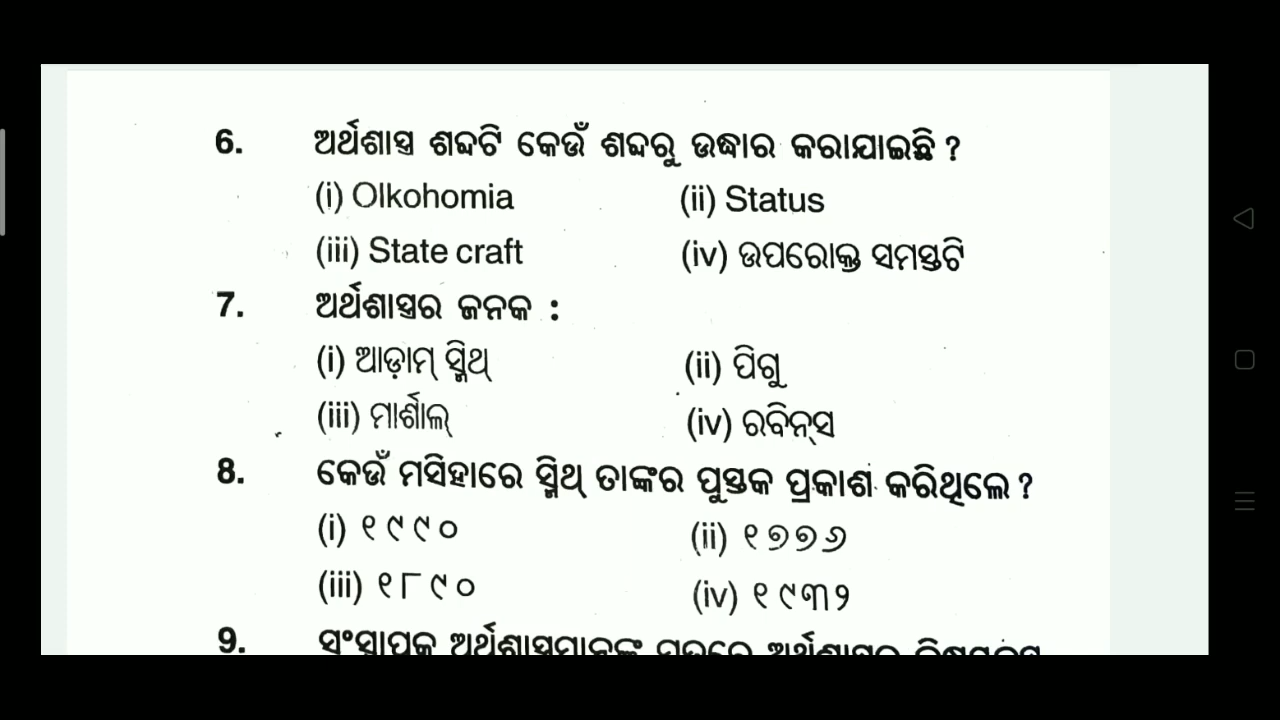 6. ଅର୍ଥଶାସ୍ତ୍ର ଶବ୍ଦଟି କେଉଁ ଶବ୍ଦରୁ ଉଦ୍ଧାର କରାଯାଇଛି ?
(i) Olkohomia (ii) Status
(iii) State craft (iv) ଉପରୋକ୍ତ ସମସ୍ତଟି
7. ଅର୍ଥଶାସ୍ତ୍ରର ଜନକ :
(i) ଆଡ଼ାମ୍ ସ୍ମିଥ୍ (ii) ପିଗୁ
(iii) ମାର୍ଶାଲ୍ (iv) ରବିନ୍‌ସ
8. କେଉଁ ମସିହାରେ ସ୍ମିଥ୍ ତାଙ୍କର ପୁସ୍ତକ ପ୍ରକାଶ କରିଥିଲେ ?
(i) ୧୯୯୦ (ii) ୧୭୭୬
(iii) ୧୮୯୦ (iv) ୧୯୩୨
9.